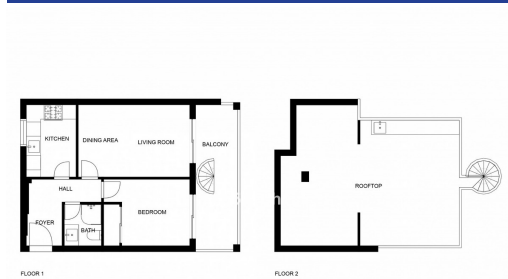 KITCHEN
DINING AREA
LIVING ROOM
BALCONY
HALL
BEDROOM
FOYER
BATH
ROOFTOP
FLOOR 1
FLOOR 2